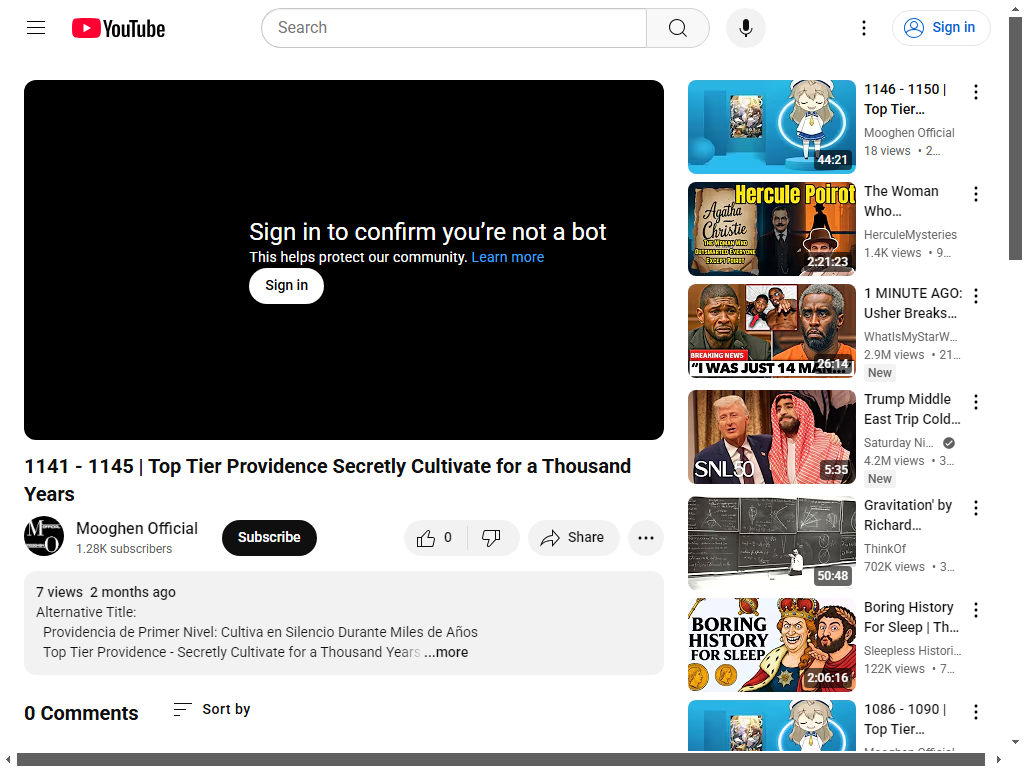 YouTube
Search
Sign in
Sign in to confirm you're not a bot
This helps protect our community. Learn more
Sign in
1141 - 1145 | Top Tier Providence Secretly Cultivate for a Thousand
Years
Mooghen Official
1.28K subscribers
Subscribe
0
Share
7 views 2 months ago
Alternative Title:
Providencia de Primer Nivel: Cultiva en Silencio Durante Miles de Años
Top Tier Providence - Secretly Cultivate for a Thousand Years ...more
0 Comments
Sort by
44:21
1146 - 1150 |
Top Tier...
Mooghen Official
18 views • 2...
Hercule Poirot
Agatha
Christie
THE WOMAN WHO
OUTSMARTED EVERYONE
EXCEPT POIROT
2:21:23
The Woman
Who...
HerculeMysteries
1.4K views • 9...
BREAKING NEWS
"I WAS JUST 14 MAN...
26:14
1 MINUTE AGO:
Usher Breaks...
WhatIsMyStarW...
2.9M views • 21...
New
SNL50
5:35
Trump Middle
East Trip Cold...
Saturday Ni...
4.2M views • 3...
New
50:48
Gravitation' by
Richard...
ThinkOf
702K views • 3...
BORING
HISTORY
FOR SLEEP
2:06:16
Boring History
For Sleep | Th...
Sleepless Histori...
122K views • 7...
1086 - 1090 |
Top Tier...
Mooghen Official